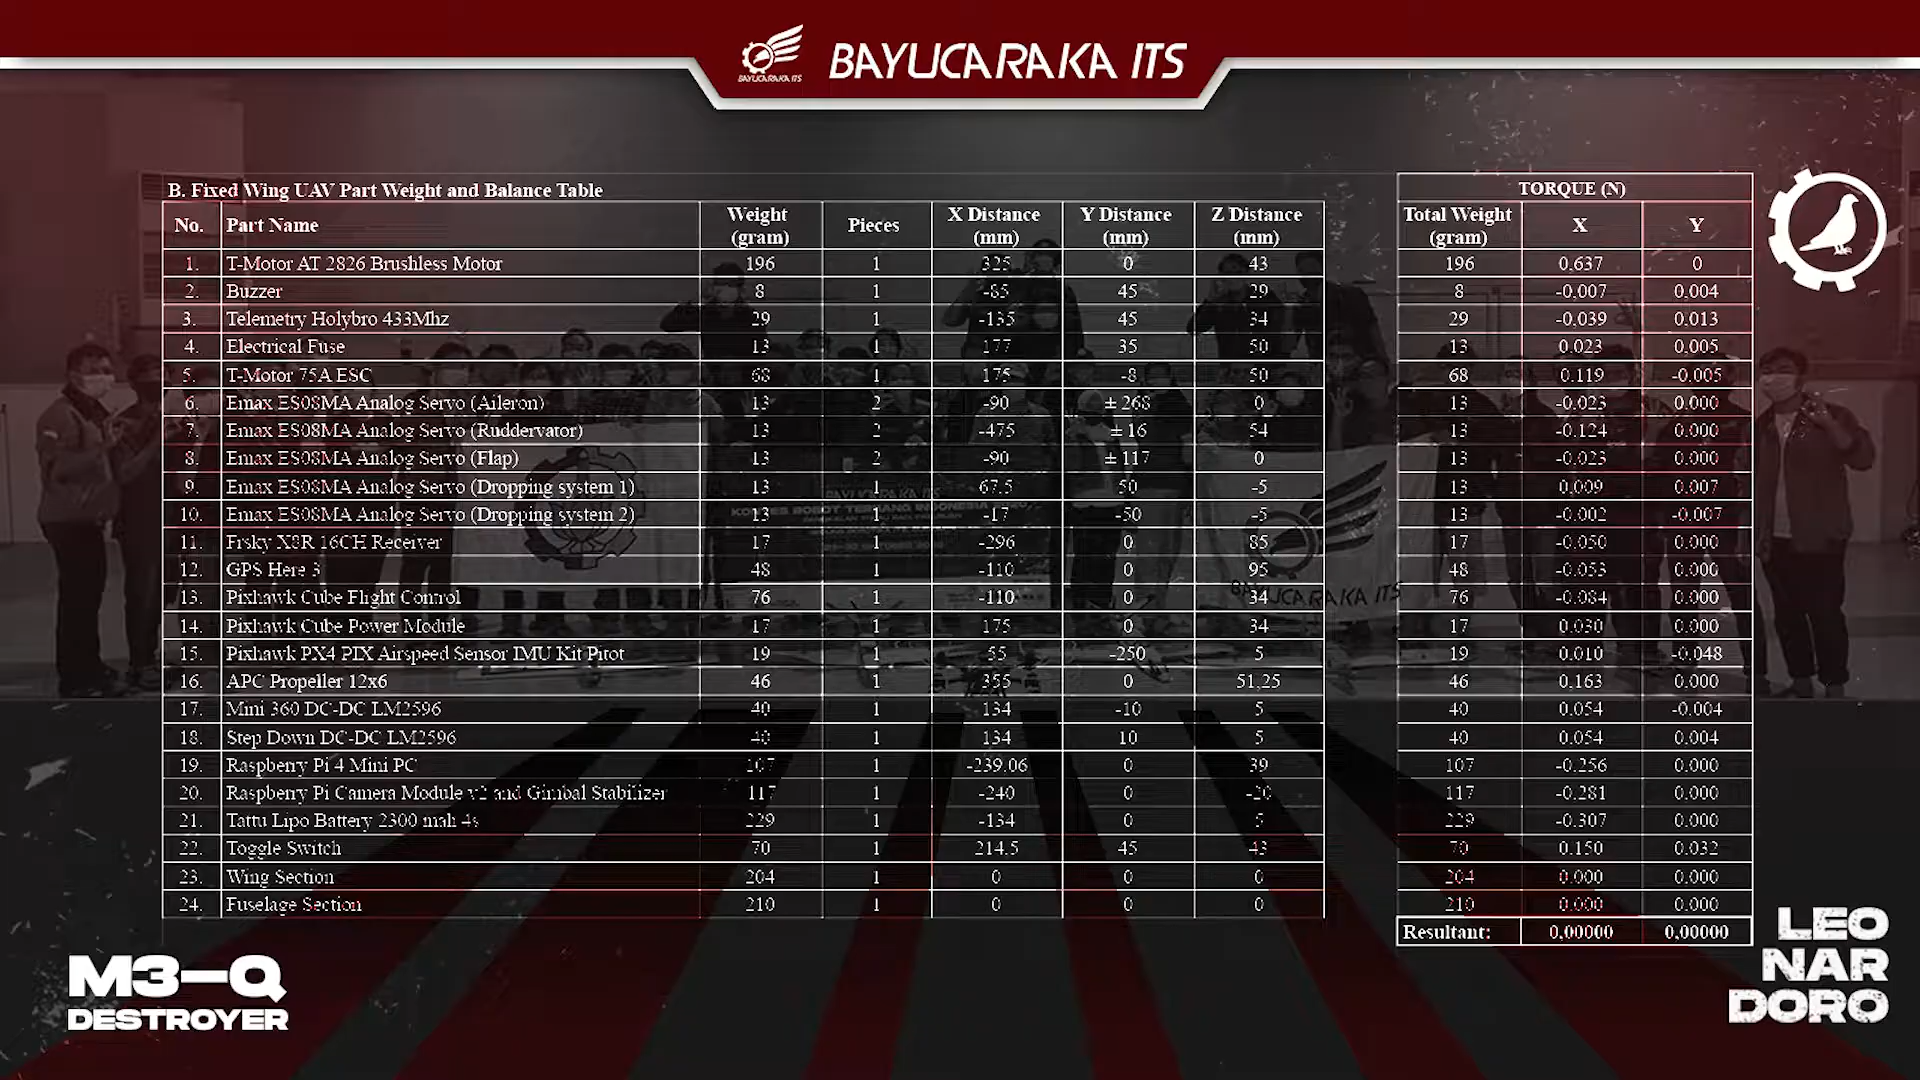 BAYUCARAKA ITS
BAYUCARAKA ITS
B. Fixed Wing UAV Part Weight and Balance Table
TORQUE (N)
No. Part Name Weight (gram) Pieces X Distance (mm) Y Distance (mm) Z Distance (mm) Total Weight (gram) X Y
1. T-Motor AT 2826 Brushless Motor 196 1 325 0 43 196 0.637 0
2. Buzzer 8 1 -85 45 29 8 -0,007 0,004
3. Telemetry Holybro 433Mhz 29 1 -135 45 34 29 -0.039 0.013
4. Electrical Fuse 13 1 177 35 50 13 0.023 0,005
5. T-Motor 75A ESC 68 1 175 -8 50 68 0.119 -0.005
6. Emax ES08MA Analog Servo (Aileron) 13 2 -90 ± 268 0 13 -0.023 0.000
7. Emax ES08MA Analog Servo (Ruddervator) 13 2 -475 ± 16 54 13 -0.124 0.000
8. Emax ES08MA Analog Servo (Flap) 13 2 -90 ± 117 0 13 -0.023 0.000
9. Emax ES08MA Analog Servo (Dropping system 1) 13 1 67.5 50 -5 13 0.009 0.007
10. Emax ES08MA Analog Servo (Dropping system 2) 13 1 -17 -50 -5 13 -0.002 -0.007
11. Frsky X8R 16CH Receiver 17 1 -296 0 85 17 -0.050 0.000
12. GPS Here 3 48 1 -110 0 95 48 -0.053 0.000
13. Pixhawk Cube Flight Control 76 1 -110 0 34 76 -0.084 0.000
14. Pixhawk Cube Power Module 17 1 175 0 34 17 0.030 0.000
15. Pixhawk PX4 PIX Airspeed Sensor IMU Kit Pitot 19 1 55 -250 5 19 0.010 -0.048
16. APC Propeller 12x6 46 1 355 0 51,25 46 0.163 0.000
17. Mini 360 DC-DC LM2596 40 1 134 -10 5 40 0.054 -0.004
18. Step Down DC-DC LM2596 40 1 134 10 5 40 0.054 0.004
19. Raspberry Pi 4 Mini PC 107 1 -239.06 0 39 107 -0.256 0.000
20. Raspberry Pi Camera Module v2 and Gimbal Stabilizer 117 1 -240 0 -20 117 -0.281 0.000
21. Tattu Lipo Battery 2300 mah 4s 229 1 -134 0 5 229 -0.307 0.000
22. Toggle Switch 70 1 214.5 45 43 70 0.150 0.032
23. Wing Section 204 1 0 0 0 204 0.000 0.000
24. Fuselage Section 210 1 0 0 0 210 0.000 0.000
Resultant: 0,00000 0,00000
M3-Q
DESTROYER
LEO
NAR
DORO